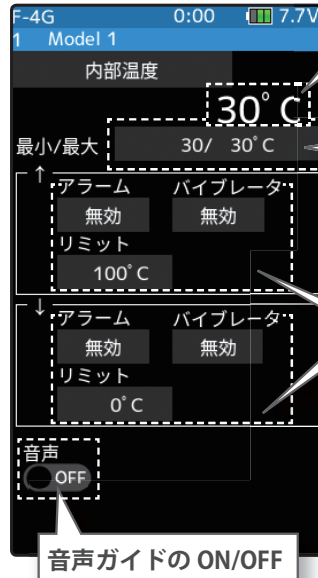 F-4G 0:00 7.7V
1 Model 1
内部温度
30°C
最小/最大 30/ 30°C
↑
アラーム バイブレータ
無効 無効
リミット
100°C
↓
アラーム バイブレータ
無効 無効
リミット
0°C
音声
OFF
音声ガイドの ON/OFF